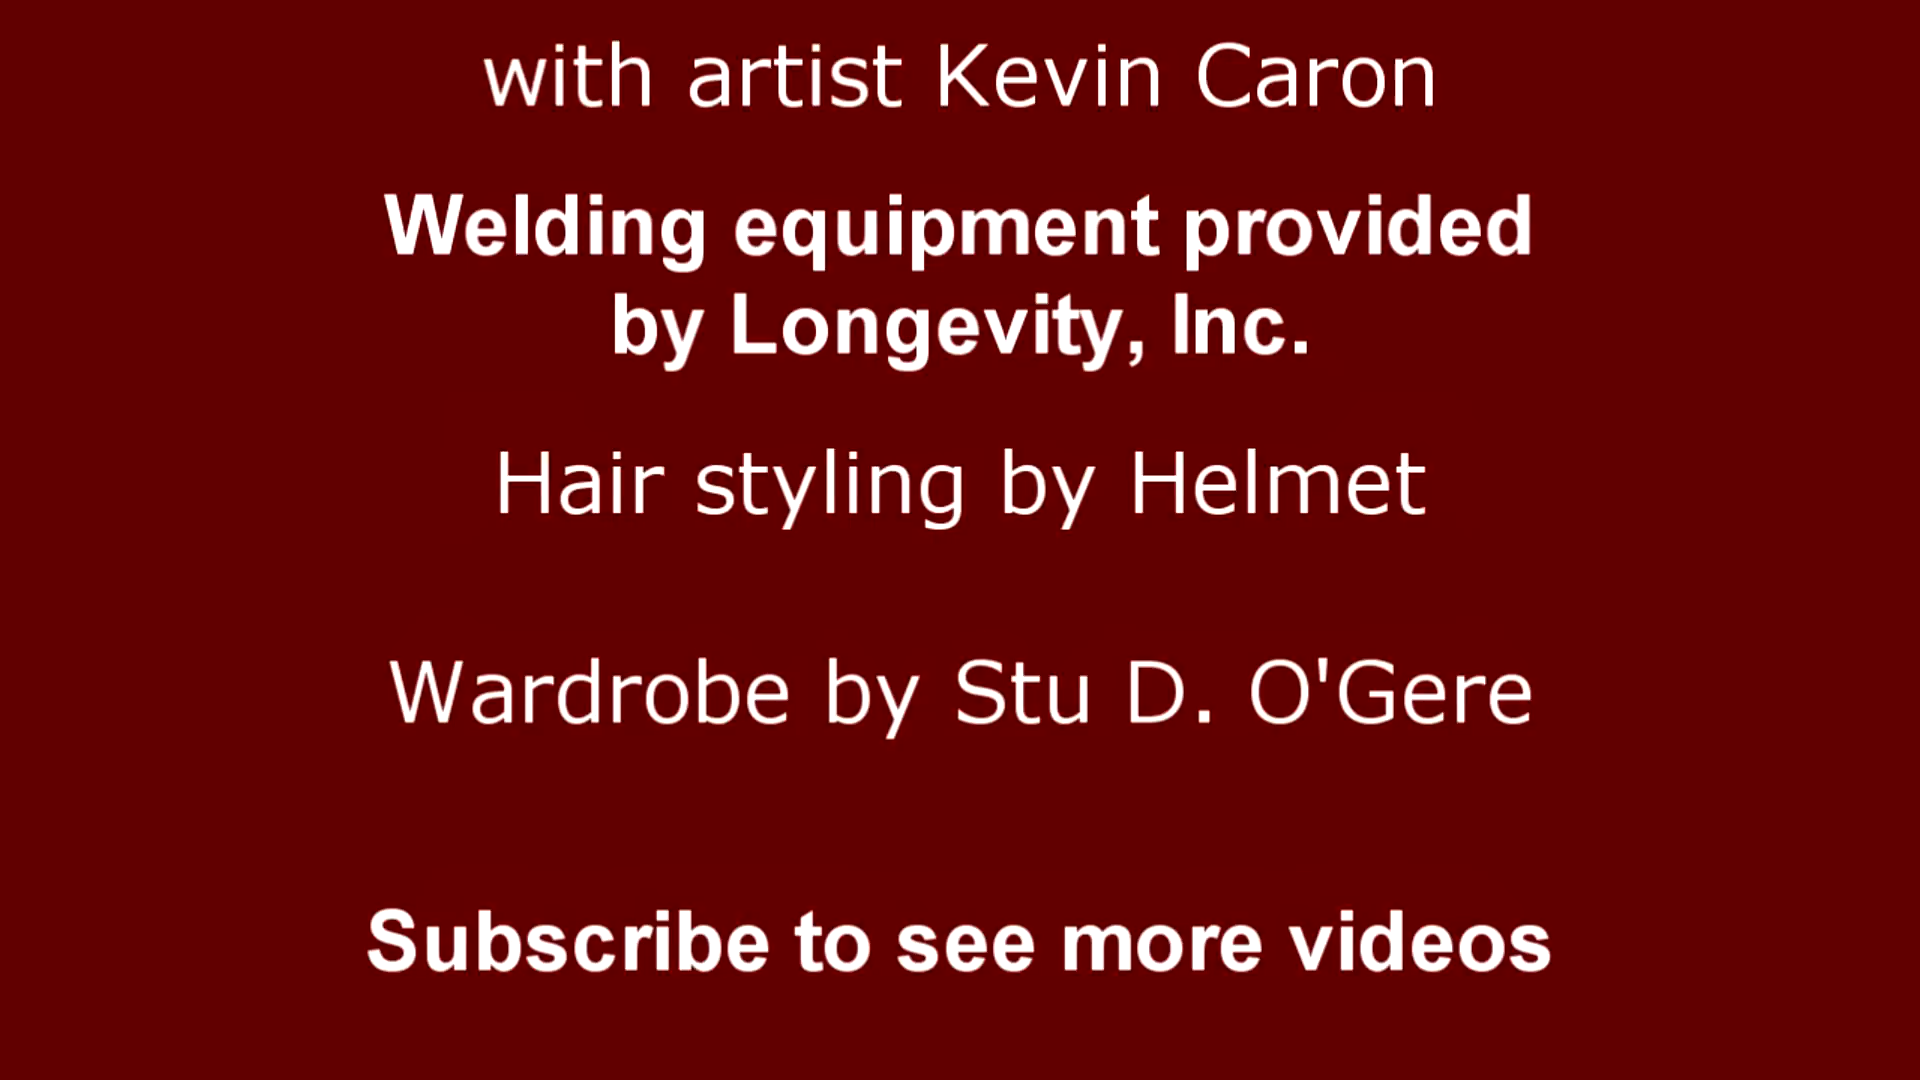 with artist Kevin Caron
Welding equipment provided
by Longevity, Inc.
Hair styling by Helmet
Wardrobe by Stu D. O'Gere
Subscribe to see more videos